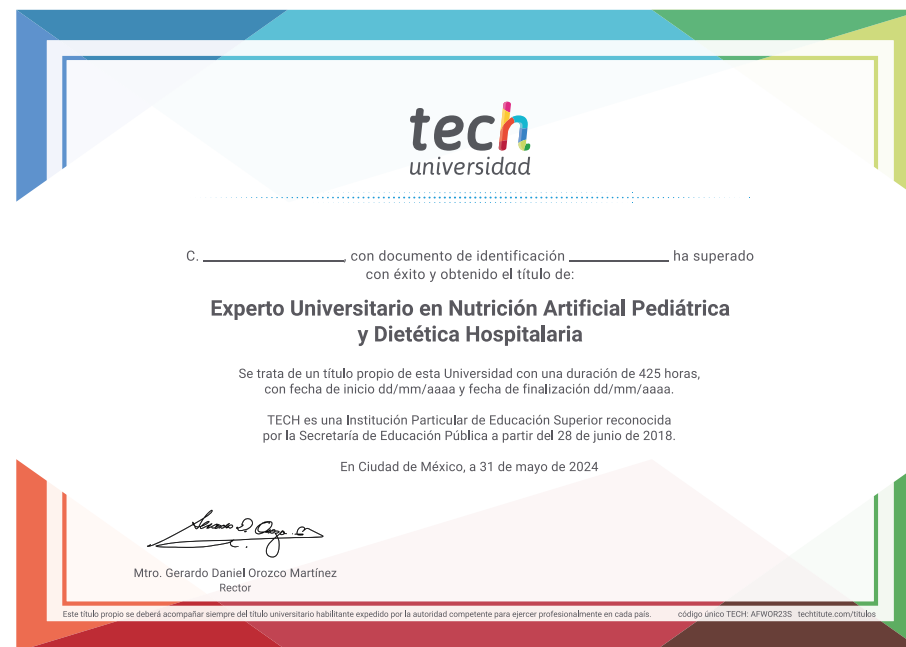 tech
universidad
C. ____________, con documento de identificación ____________ ha superado
con éxito y obtenido el título de:
Experto Universitario en Nutrición Artificial Pediátrica
y Dietética Hospitalaria
Se trata de un título propio de esta Universidad con una duración de 425 horas,
con fecha de inicio dd/mm/aaaa y fecha de finalización dd/mm/aaaa.
TECH es una Institución Particular de Educación Superior reconocida
por la Secretaría de Educación Pública a partir del 28 de junio de 2018.
En Ciudad de México, a 31 de mayo de 2024
Mtro. Gerardo Daniel Orozco Martínez
Rector
Este título propio se deberá acompañar siempre del título universitario habilitante expedido por la autoridad competente para ejercer profesionalmente en cada país. código único TECH: AFWOR23S techtitute.com/titulos